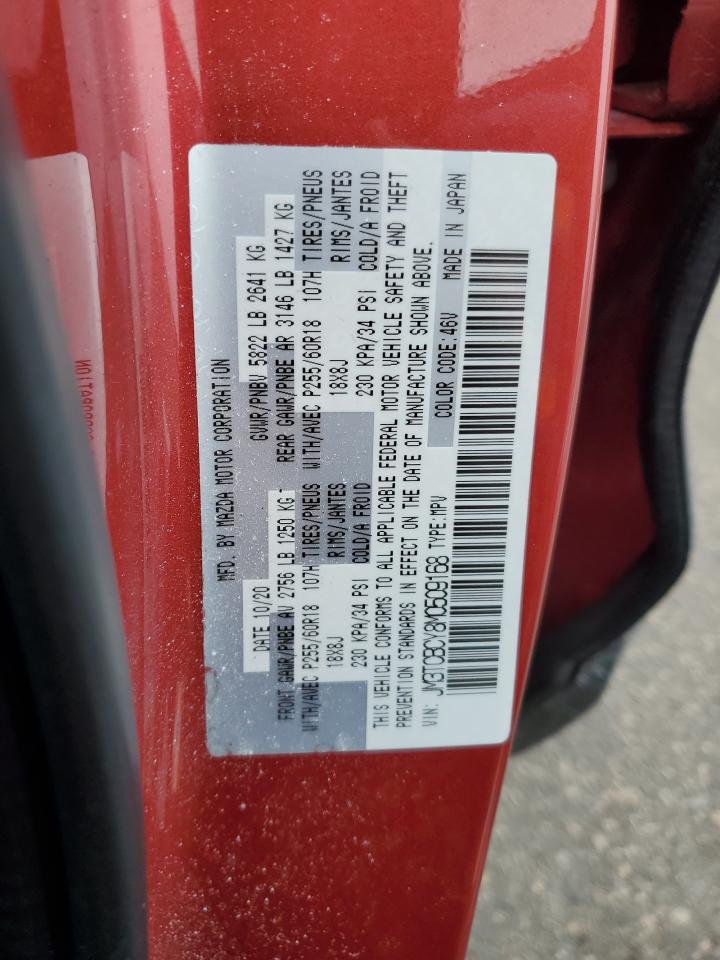 MFD. BY MAZDA MOTOR CORPORATION
DATE 10/20 GVWR/PNBV 5822 LB 2641 KG
FRONT GAWR/PNBE AV 2756 LB 1250 KG - REAR GAWR/PNBE AR 3146 LB 1427 KG
WITH/AVEC P255/60R18 107H TIRES/PNEUS WITH/AVEC P255/60R18 107H TIRES/PNEUS
18X8J RIMS/JANTES 18X8J RIMS/JANTES
230 KPA/34 PSI COLD/A FROID 230 KPA/34 PSI COLD/A FROID
THIS VEHICLE CONFORMS TO ALL APPLICABLE FEDERAL MOTOR VEHICLE SAFETY AND THEFT
PREVENTION STANDARDS IN EFFECT ON THE DATE OF MANUFACTURE SHOWN ABOVE.
VIN: JM3TCBCY8M0509168 TYPE:MPV COLOR CODE:46V MADE IN JAPAN